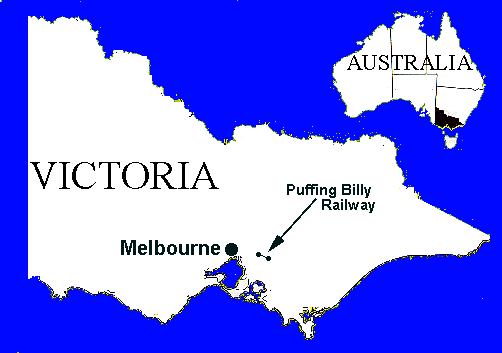 AUSTRALIA
VICTORIA
Puffing Billy
Railway
Melbourne